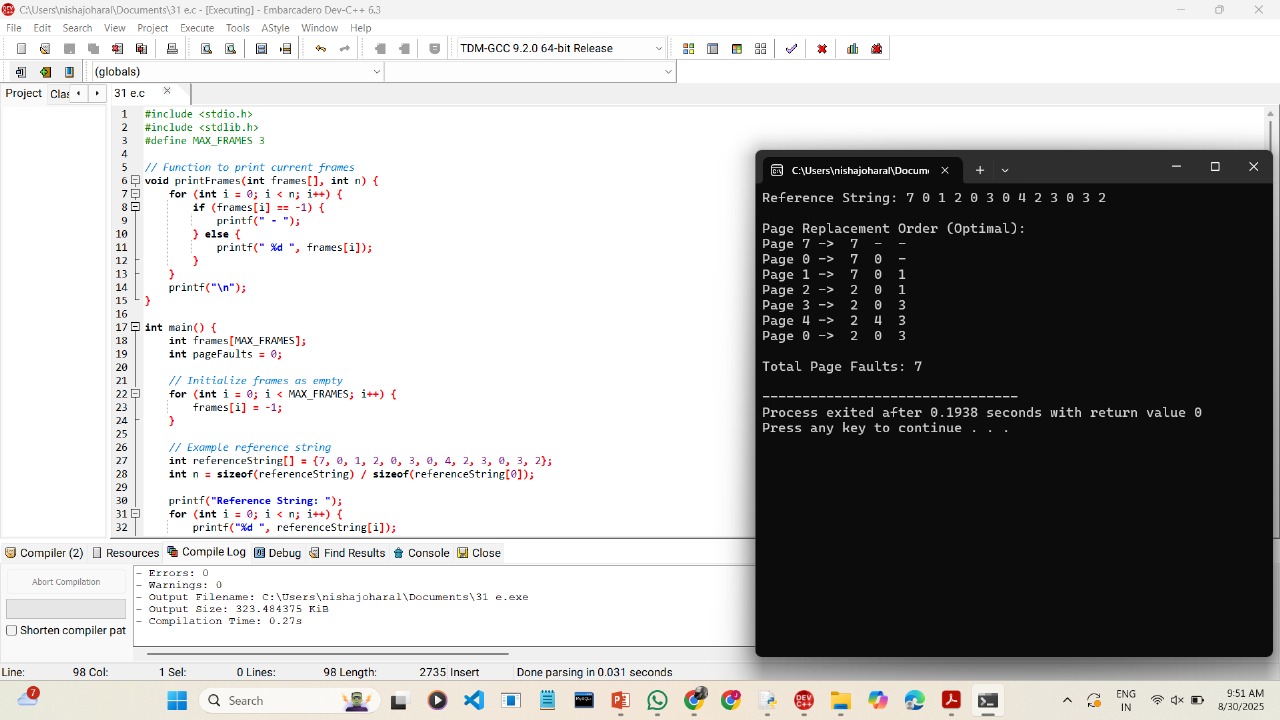 C:\Users\nishajoharal\Documents\31 e.c - [Executing] - Embarcadero Dev-C++ 6.3
File Edit Search View Project Execute Tools AStyle Window Help
TDM-GCC 9.2.0 64-bit Release
(globals)
Project Clas 31 e.c
1 #include <stdio.h>
2 #include <stdlib.h>
3 #define MAX_FRAMES 3
4
5 // Function to print current frames
6 void printFrames(int frames[], int n) {
7 for (int i = 0; i < n; i++) {
8 if (frames[i] == -1) {
9 printf(" - ");
10 } else {
11 printf(" %d ", frames[i]);
12 }
13 }
14 printf("\n");
15 }
16
17 int main() {
18 int frames[MAX_FRAMES];
19 int pageFaults = 0;
20
21 // Initialize frames as empty
22 for (int i = 0; i < MAX_FRAMES; i++) {
23 frames[i] = -1;
24 }
25
26 // Example reference string
27 int referenceString[] = {7, 0, 1, 2, 0, 3, 0, 4, 2, 3, 0, 3, 2};
28 int n = sizeof(referenceString) / sizeof(referenceString[0]);
29
30 printf("Reference String: ");
31 for (int i = 0; i < n; i++) {
32 printf("%d ", referenceString[i]);
C:\Users\nishajoharal\Docum
Reference String: 7 0 1 2 0 3 0 4 2 3 0 3 2
Page Replacement Order (Optimal):
Page 7 -> 7 - -
Page 0 -> 7 0 -
Page 1 -> 7 0 1
Page 2 -> 2 0 1
Page 3 -> 2 0 3
Page 4 -> 2 4 3
Page 0 -> 2 0 3
Total Page Faults: 7
--------------------------------
Process exited after 0.1938 seconds with return value 0
Press any key to continue . . .
Compiler (2) Resources Compile Log Debug Find Results Console Close
Abort Compilation
Shorten compiler pat
- Errors: 0
- Warnings: 0
- Output Filename: C:\Users\nishajoharal\Documents\31 e.exe
- Output Size: 323.484375 KiB
- Compilation Time: 0.27s
Line: 98 Col: 1 Sel: 0 Lines: 98 Length: 2735 Insert Done parsing in 0.031 seconds
7
Search
DEV C++
MySQL
ENG
IN
9:51 AM
8/30/2025